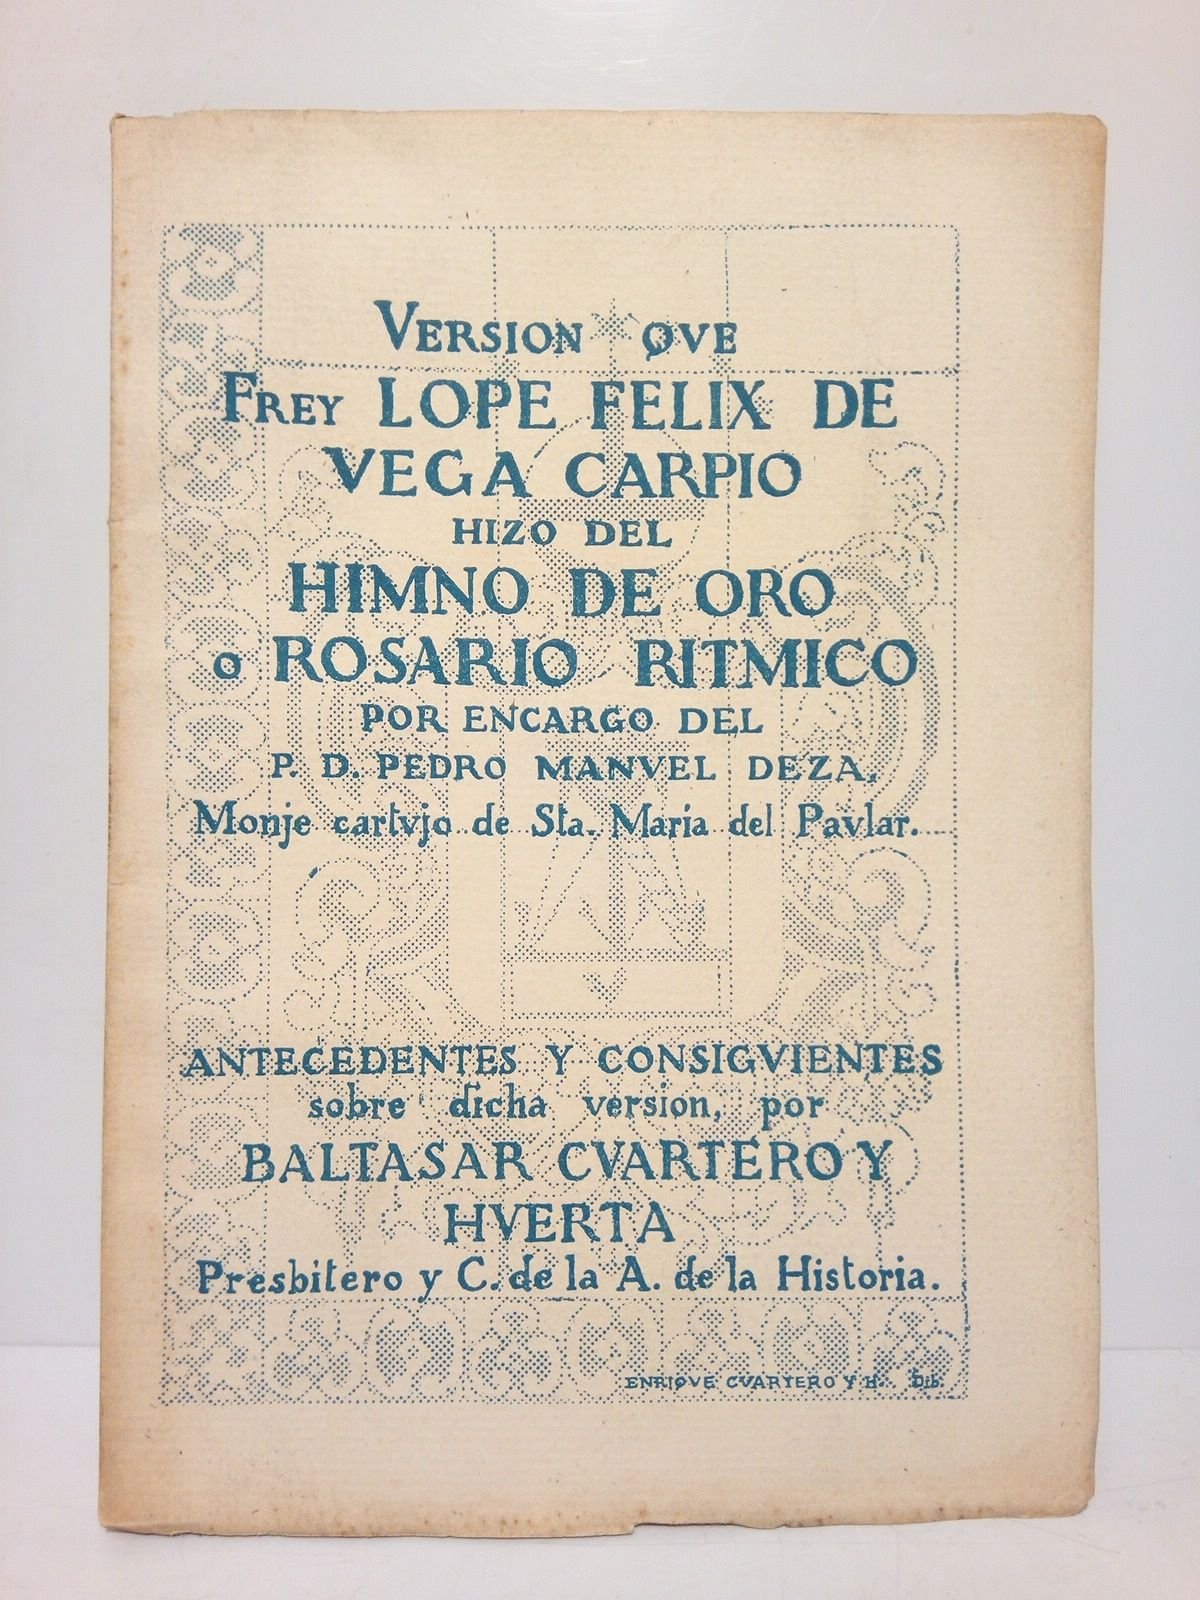 VERSION QVE
FREY LOPE FELIX DE
VEGA CARPIO
HIZO DEL
HIMNO DE ORO
o ROSARIO RITMICO
POR ENCARGO DEL
P. D. PEDRO MANVEL DEZA,
Monje cartvjo de Sta. Maria del Pavlar.
ANTECEDENTES Y CONSIGVIENTES
sobre dicha version, por
BALTASAR CVARTERO Y
HVERTA
Presbitero y C. de la A. de la Historia.
ENRIQVE CVARTERO Y H. Dib.